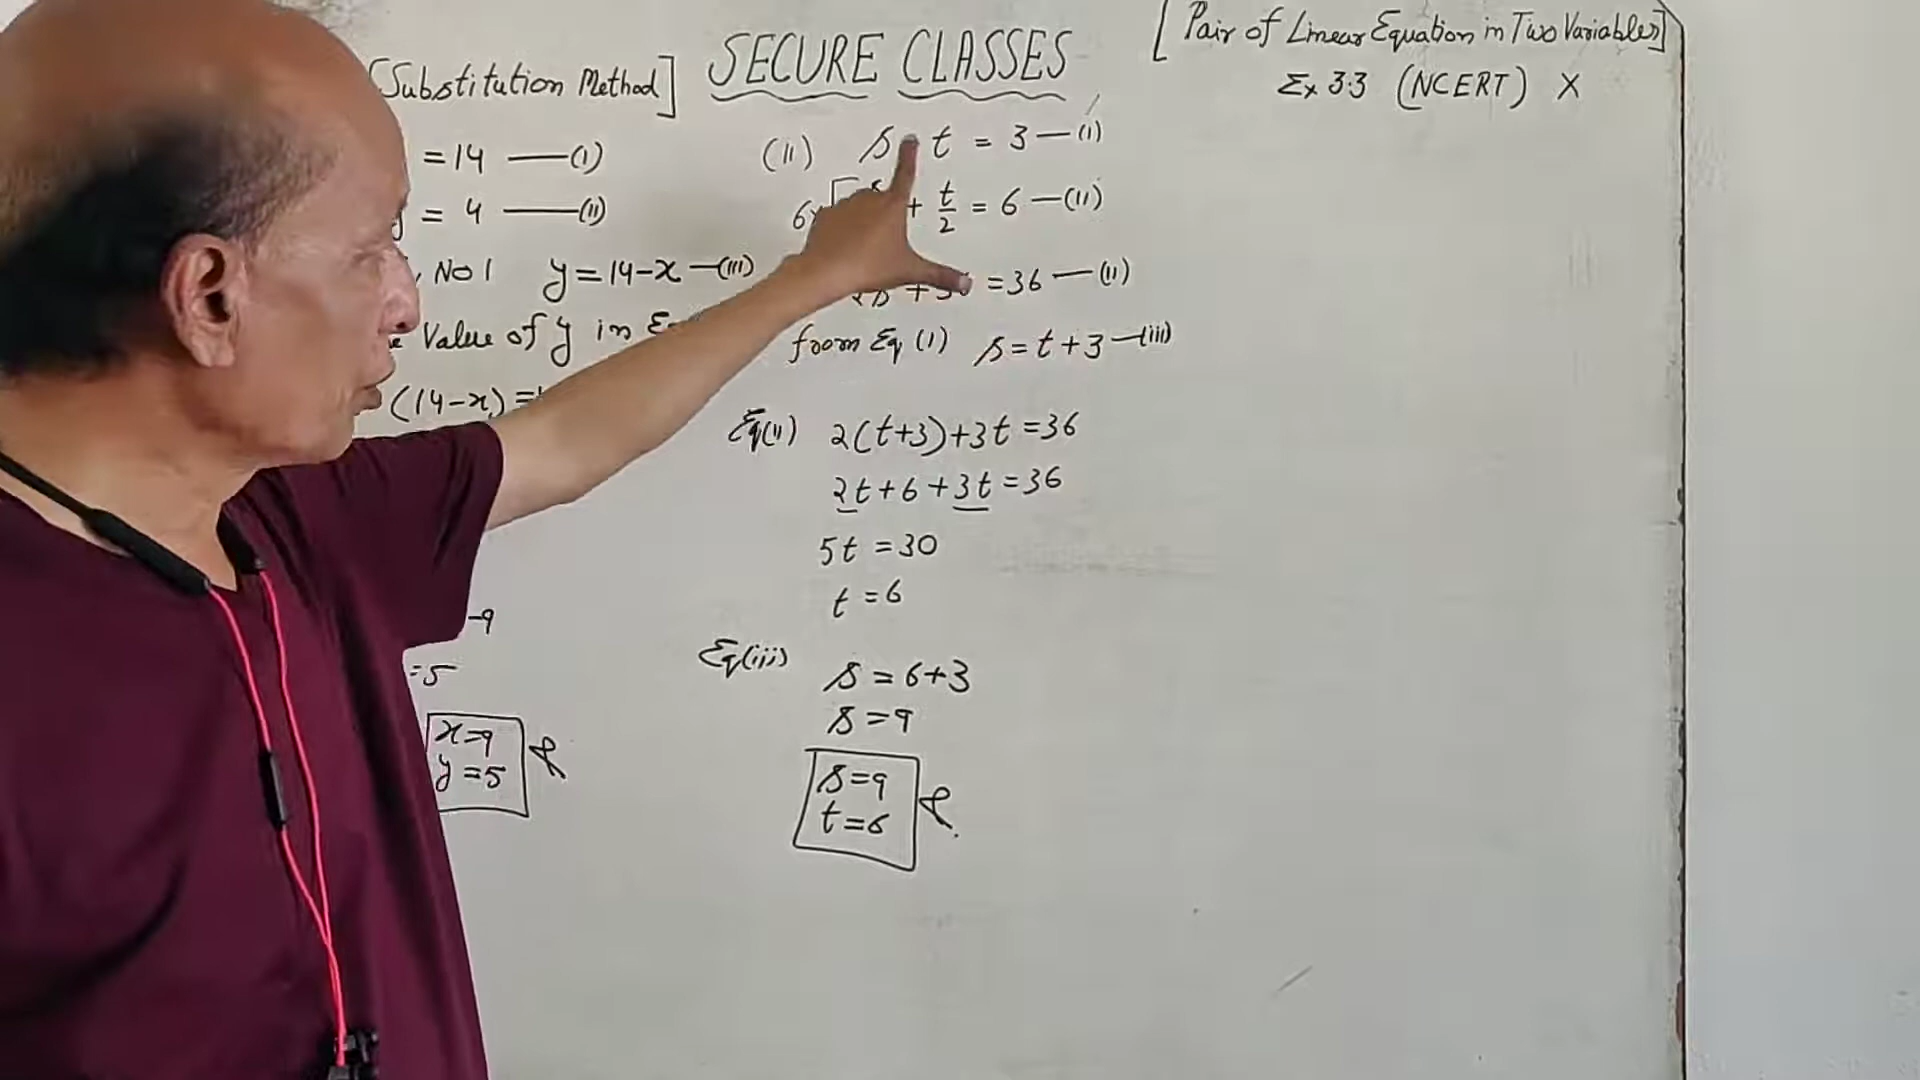 [Substitution Method]
SECURE CLASSES
[Pair of Linear Equation in Two Variables]
Ex 3.3 (NCERT) X
=14 —(I)
= 4 —(II)
No 1 y=14-x —(III)
Value of y in
(14-x) =
-9
=5
x=9
y=5
(II) s t = 3 —(I)
6x[ + t/2 = 6 —(II)
2s +3 =36 —(II)
from Eq (I) s=t+3 —(iii)
Eq(II) 2(t+3)+3t =36
2t+6+3t=36
5t =30
t =6
Eq(iii) s = 6+3
s =9
s=9
t=6